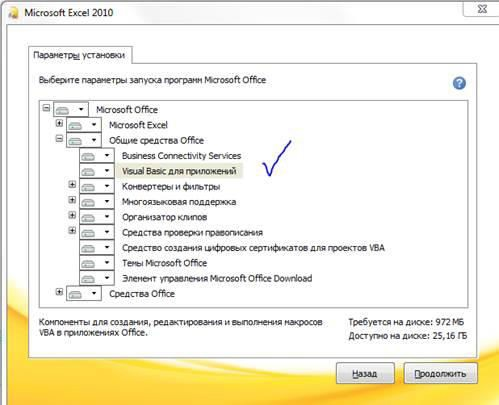 Microsoft Excel 2010
Параметры установки
Выберите параметры запуска программ Microsoft Office
?
Microsoft Office
Microsoft Excel
Общие средства Office
Business Connectivity Services
Visual Basic для приложений
Конвертеры и фильтры
Многоязыковая поддержка
Организатор клипов
Средства проверки правописания
Средство создания цифровых сертификатов для проектов VBA
Темы Microsoft Office
Элемент управления Microsoft Office Download
Средства Office
Компоненты для создания, редактирования и выполнения макросов
VBA в приложениях Office.
Требуется на диске: 972 МБ
Доступно на диске: 25,16 ГБ
Назад
Продолжить